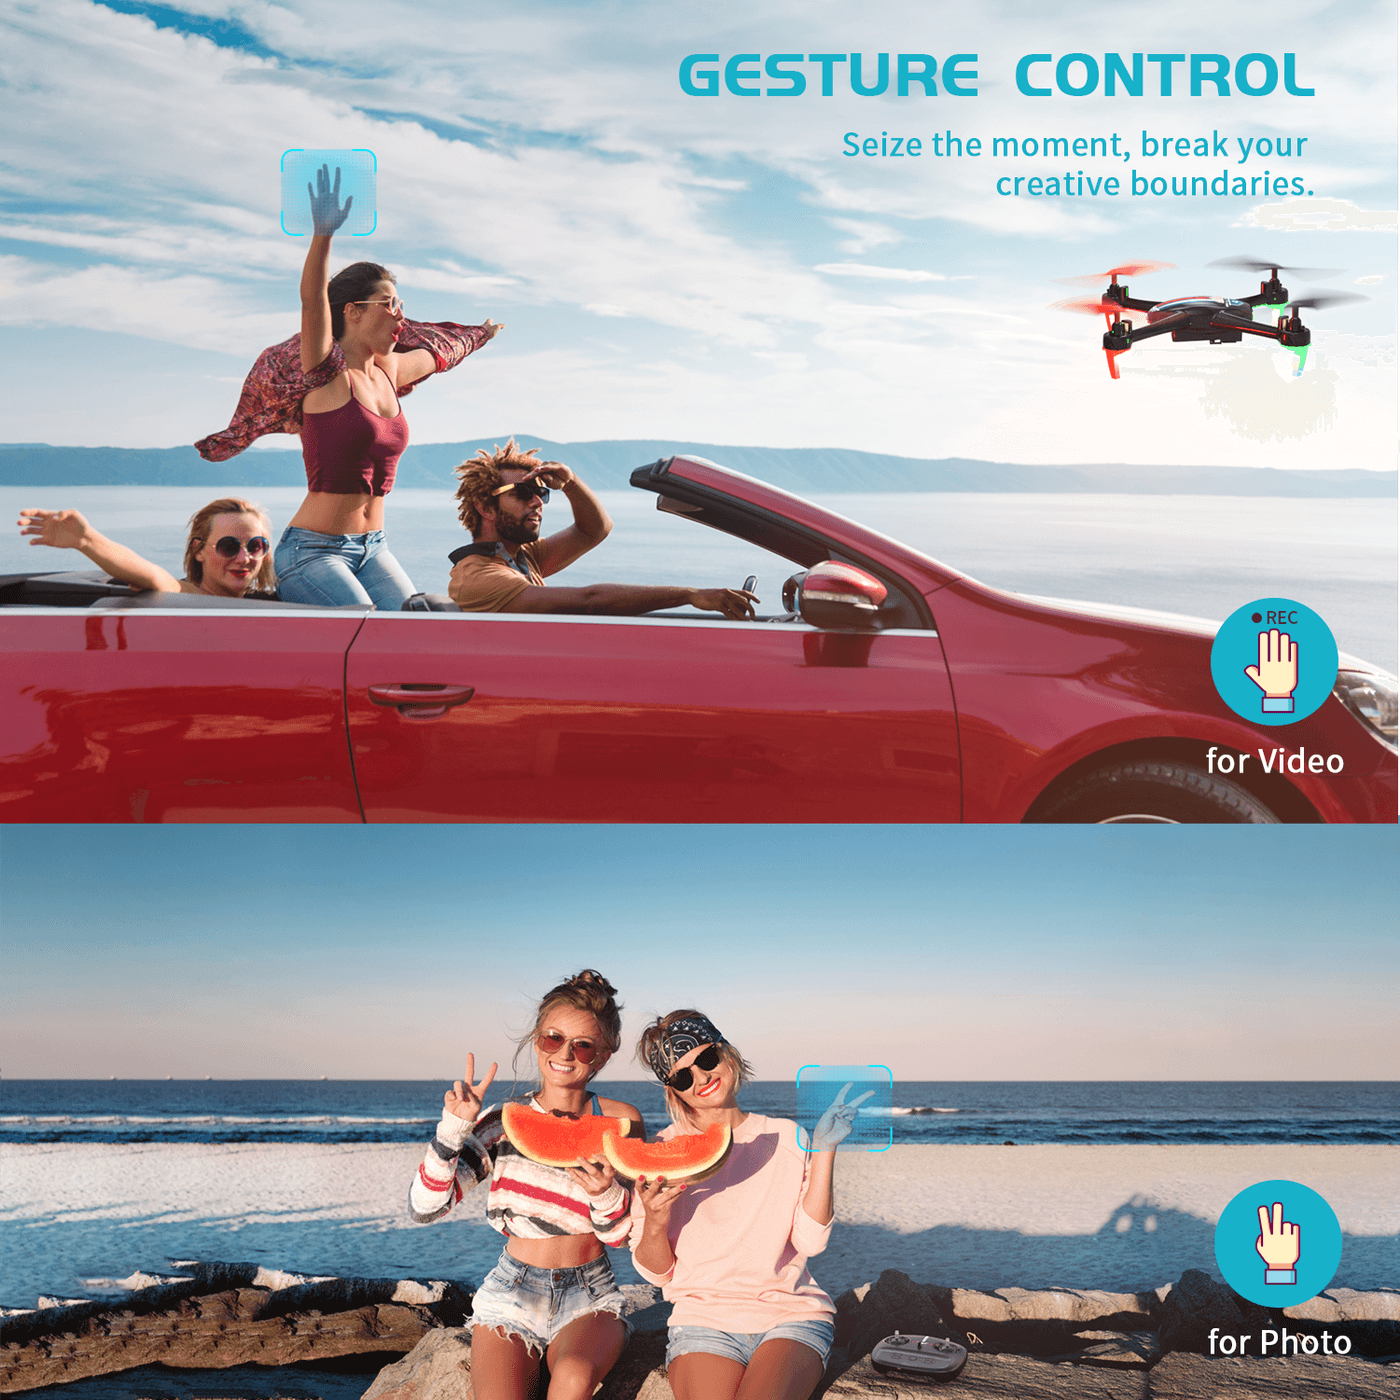 GESTURE CONTROL
Seize the moment, break your
creative boundaries.
REC
for Video
for Photo